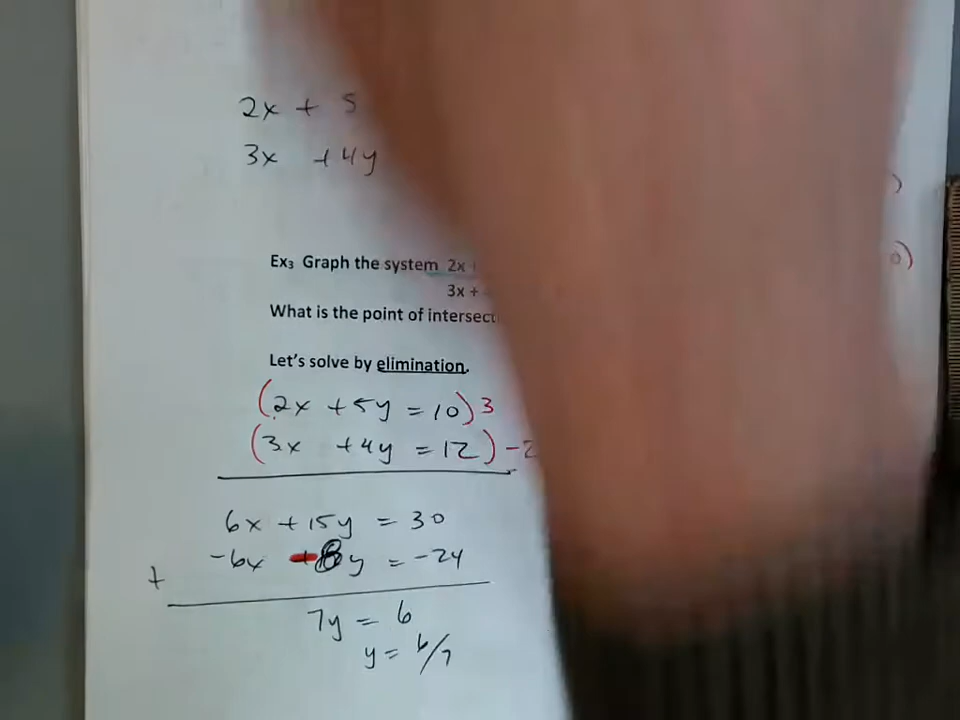 2x + 5
3x + 4y
Ex3 Graph the system 2x
3x +
What is the point of intersect
Let's solve by elimination.
(2x + 5y = 10) 3
(3x + 4y = 12) -2
6x + 15y = 30
-6x - 8y = -24
+
7y = 6
y = 6/7